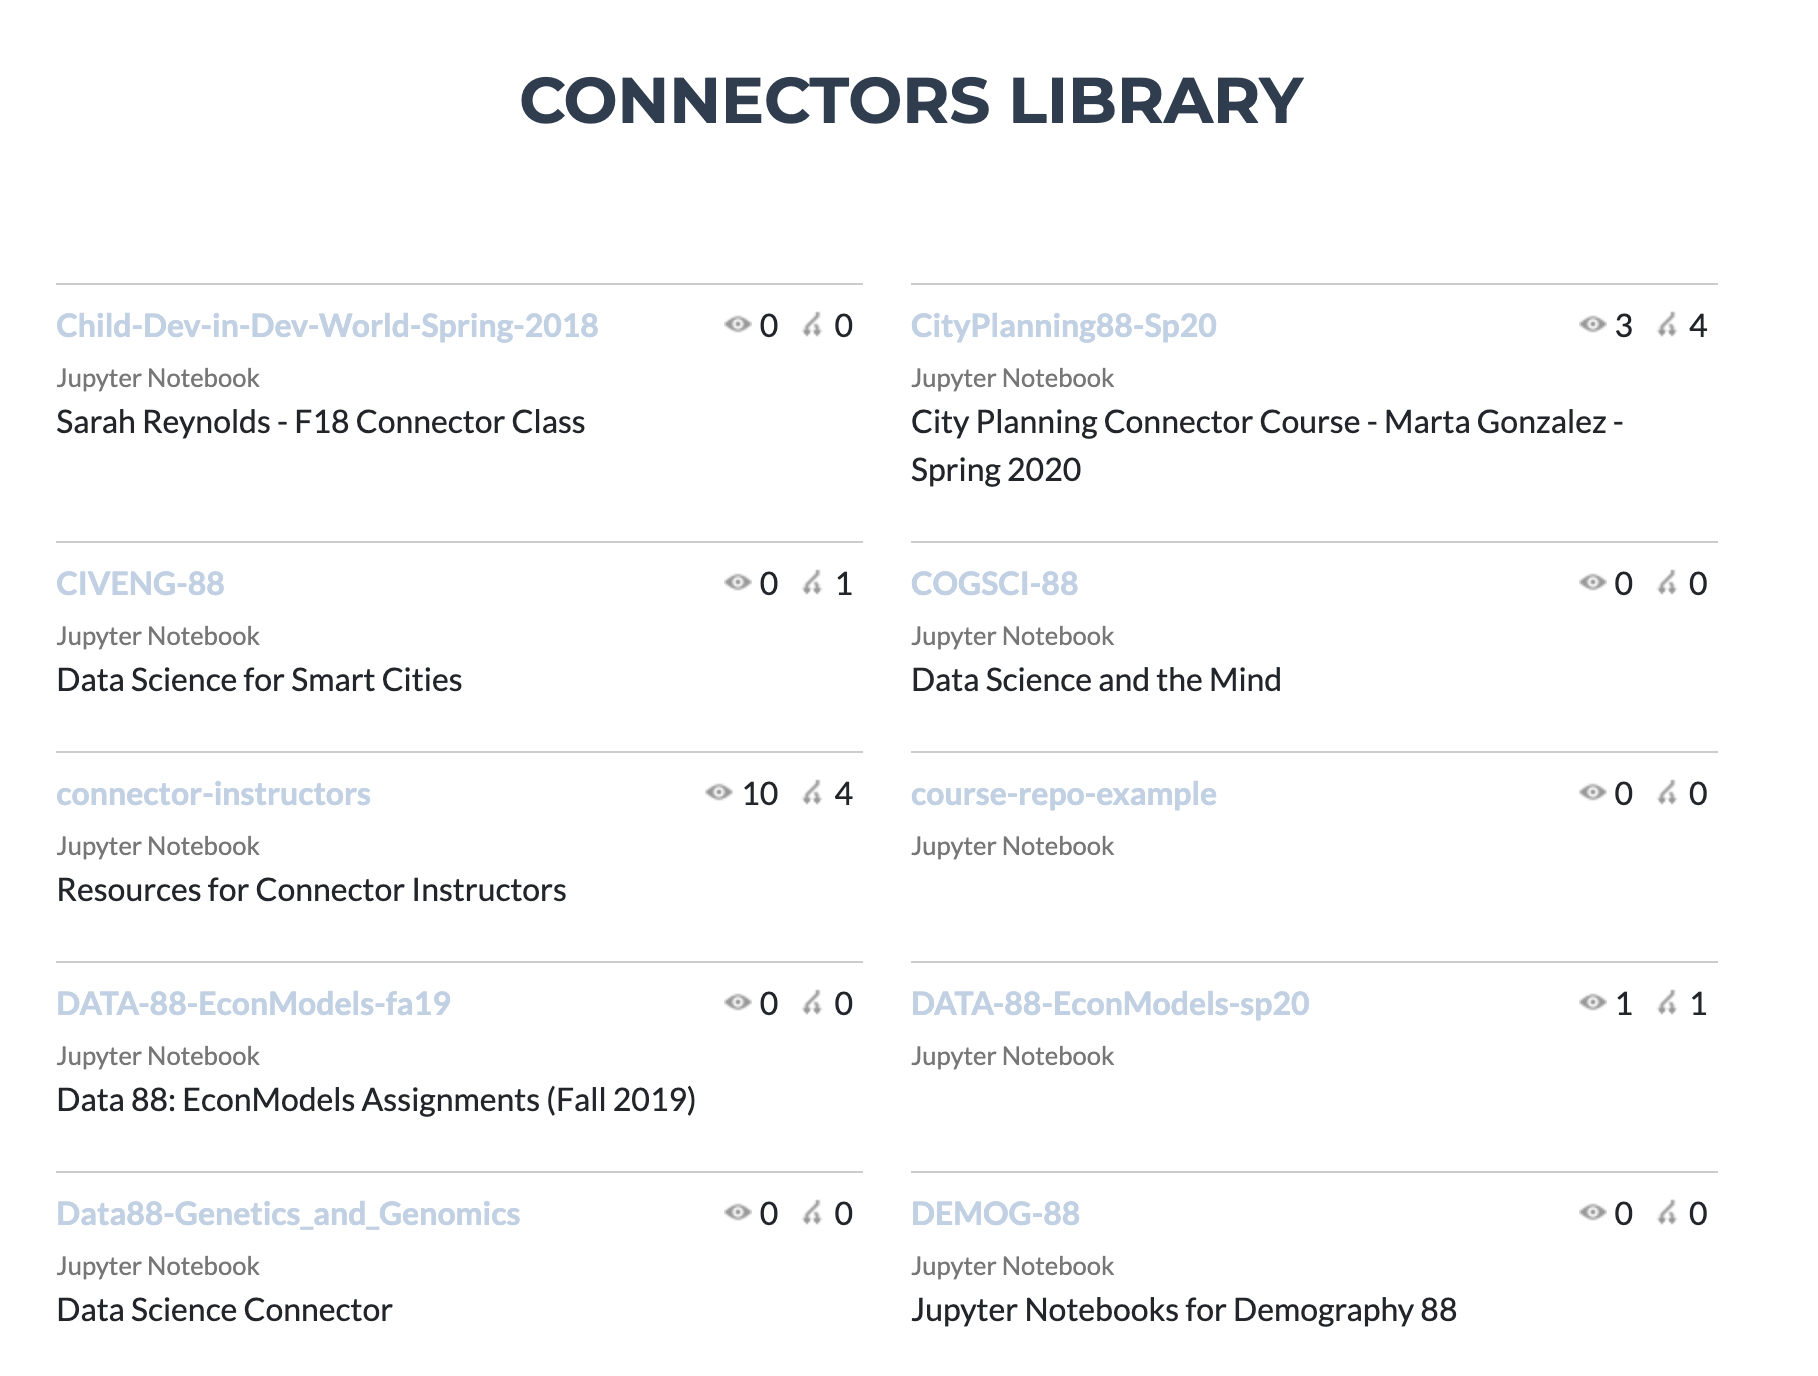 CONNECTORS LIBRARY
Child-Dev-in-Dev-World-Spring-2018 0 0
Jupyter Notebook
Sarah Reynolds - F18 Connector Class
CityPlanning88-Sp20 3 4
Jupyter Notebook
City Planning Connector Course - Marta Gonzalez -
Spring 2020
CIVENG-88 0 1
Jupyter Notebook
Data Science for Smart Cities
COGSCI-88 0 0
Jupyter Notebook
Data Science and the Mind
connector-instructors 10 4
Jupyter Notebook
Resources for Connector Instructors
course-repo-example 0 0
Jupyter Notebook
DATA-88-EconModels-fa19 0 0
Jupyter Notebook
Data 88: EconModels Assignments (Fall 2019)
DATA-88-EconModels-sp20 1 1
Jupyter Notebook
Data88-Genetics_and_Genomics 0 0
Jupyter Notebook
Data Science Connector
DEMOG-88 0 0
Jupyter Notebook
Jupyter Notebooks for Demography 88